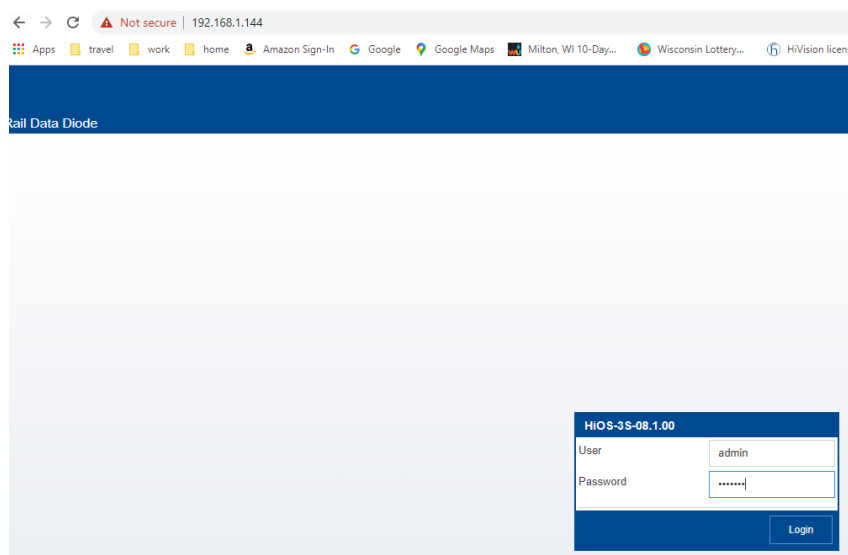 Not secure | 192.168.1.144
Apps travel work home Amazon Sign-In Google Google Maps Milton, WI 10-Day... Wisconsin Lottery... HiVision licen
Rail Data Diode
HiOS-3S-08.1.00
User admin
Password •••••••
Login